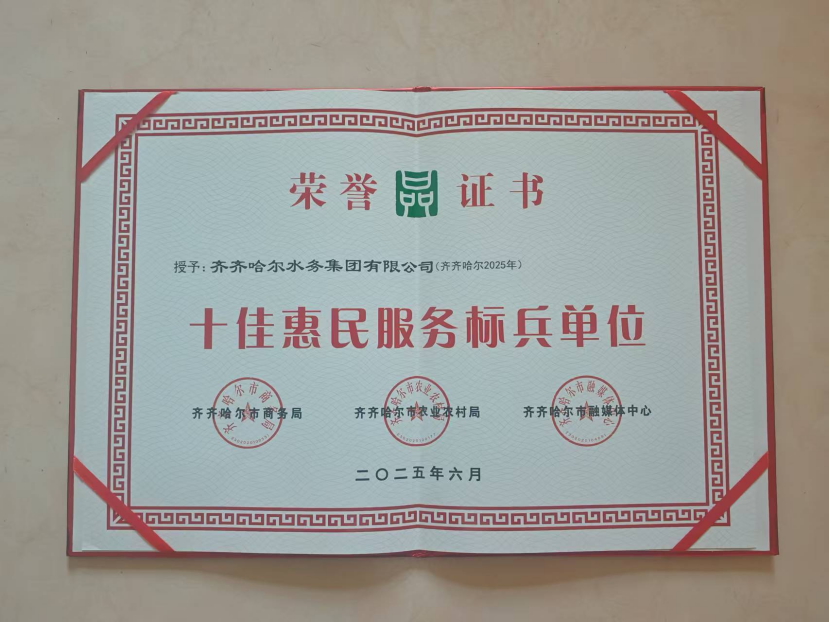 荣誉 品 证书
授予：齐齐哈尔水务集团有限公司（齐齐哈尔2025年）
十佳惠民服务标兵单位
齐齐哈尔市商务局 齐齐哈尔市农业农村局 齐齐哈尔市融媒体中心
二〇二五年六月